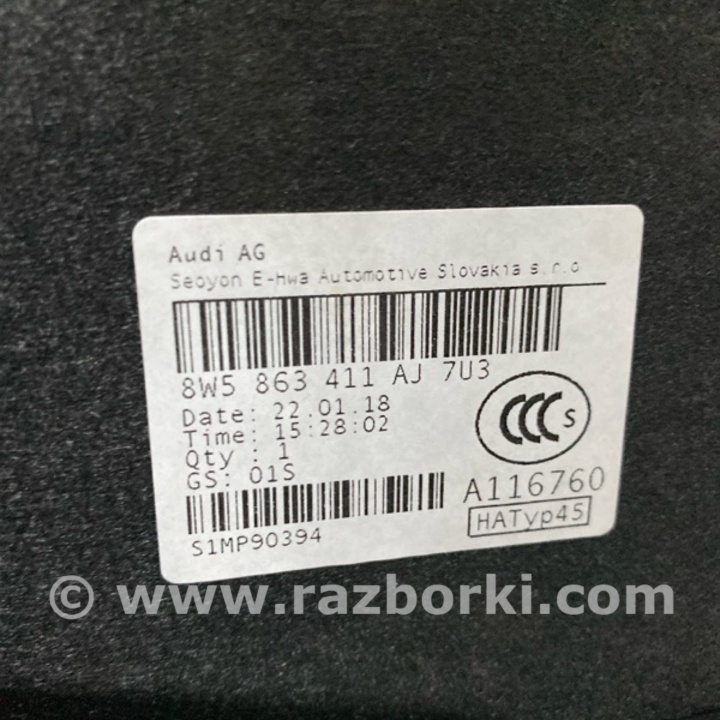 Audi AG
Seoyon E-Hwa Automotive Slovakia s.r.o
8W5 863 411 AJ 7U3
Date: 22.01.18
Time: 15:28:02
Qty : 1
GS: 01S
CCC S
A116760
HATyp45
S1MP90394
© www.razborki.com